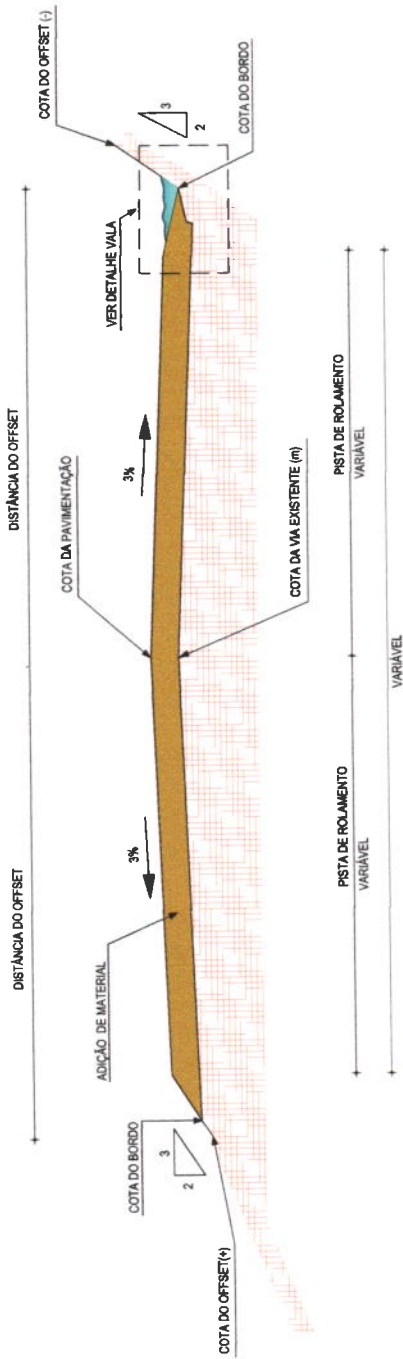 DISTÂNCIA DO OFFSET
DISTÂNCIA DO OFFSET
COTA DO OFFSET (-)
3
2
COTA DO BORDO
VER DETALHE VALA
3%
COTA DA PAVIMENTAÇÃO
3%
ADIÇÃO DE MATERIAL
COTA DO BORDO
3
2
COTA DO OFFSET(+)
COTA DA VIA EXISTENTE (m)
PISTA DE ROLAMENTO
VARIÁVEL
PISTA DE ROLAMENTO
VARIÁVEL
VARIÁVEL